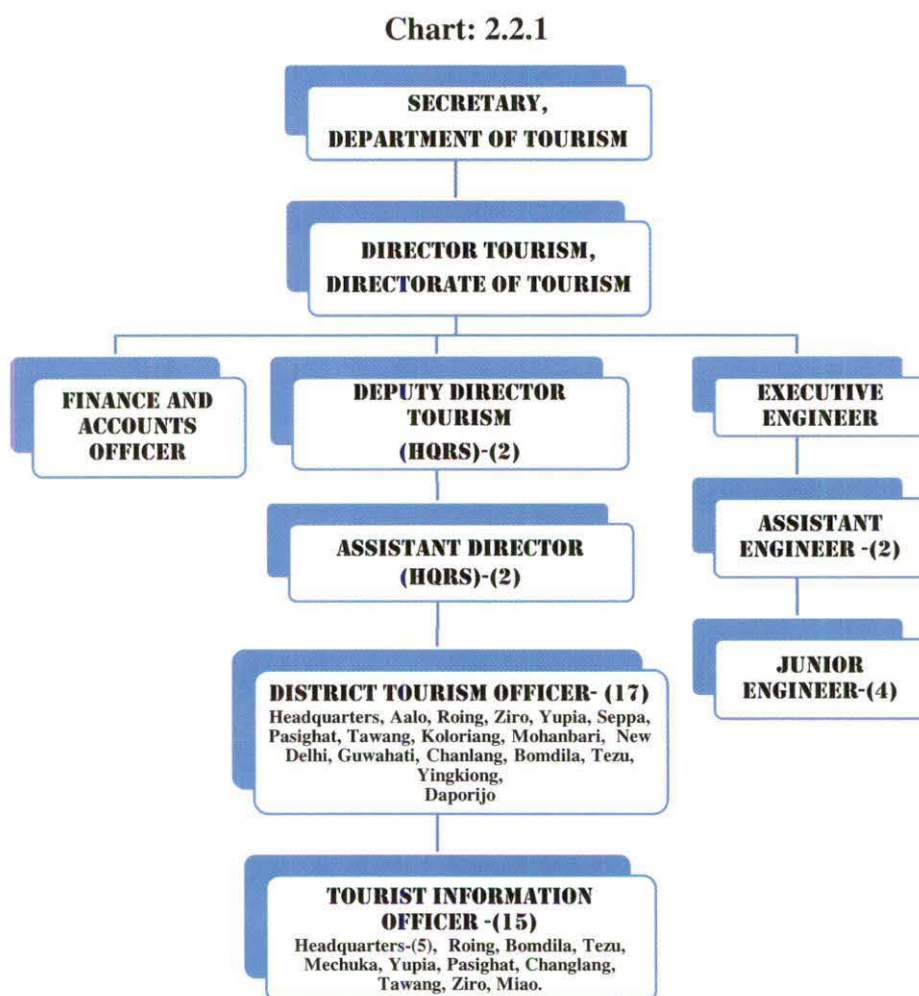 Chart: 2.2.1
SECRETARY,
DEPARTMENT OF TOURISM
DIRECTOR TOURISM,
DIRECTORATE OF TOURISM
FINANCE AND
ACCOUNTS
OFFICER
DEPUTY DIRECTOR
TOURISM
(HQRS)-(2)
EXECUTIVE
ENGINEER
ASSISTANT DIRECTOR
(HQRS)-(2)
ASSISTANT
ENGINEER -(2)
DISTRICT TOURISM OFFICER- (17)
Headquarters, Aalo, Roing, Ziro, Yupia, Seppa,
Pasighat, Tawang, Koloriang, Mohanbari, New
Delhi, Guwahati, Chanlang, Bomdila, Tezu,
Yingkiong,
Daporijo
JUNIOR
ENGINEER-(4)
TOURIST INFORMATION
OFFICER -(15)
Headquarters-(5), Roing, Bomdila, Tezu,
Mechuka, Yupia, Pasighat, Changlang,
Tawang, Ziro, Miao.